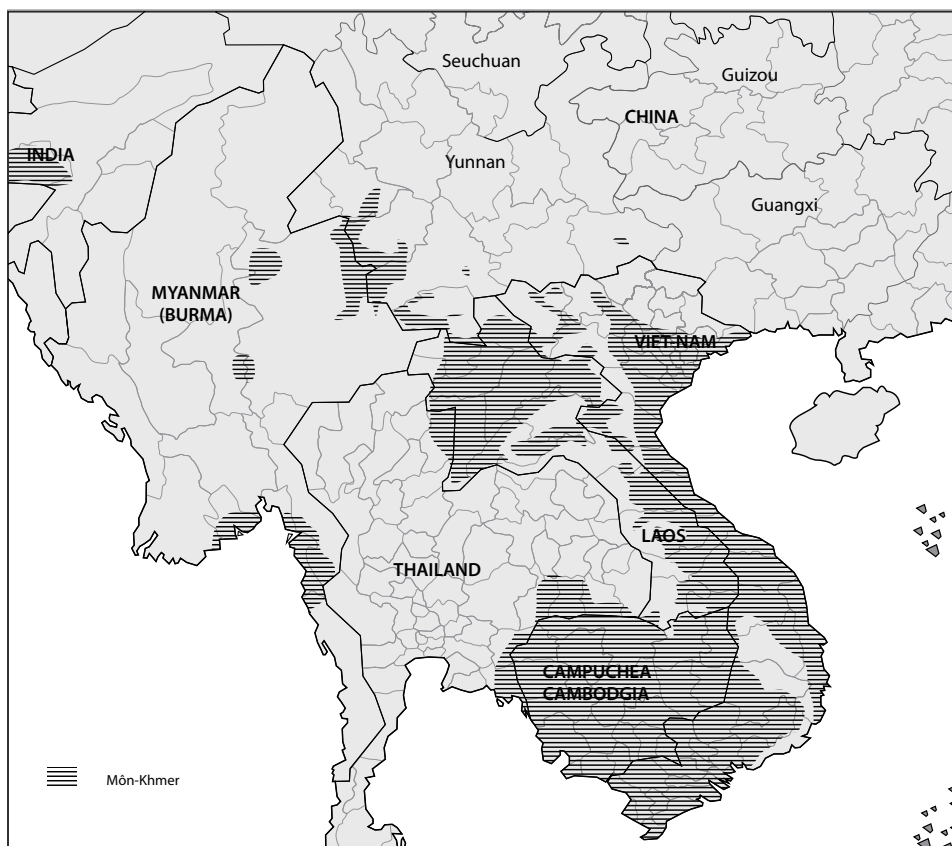 Seuchuan
Guizou
CHINA
INDIA
Yunnan
Guangxi
MYANMAR
(BURMA)
VIET-NAM
LAOS
THAILAND
CAMPUCHEA
CAMBODGIA
Môn-Khmer